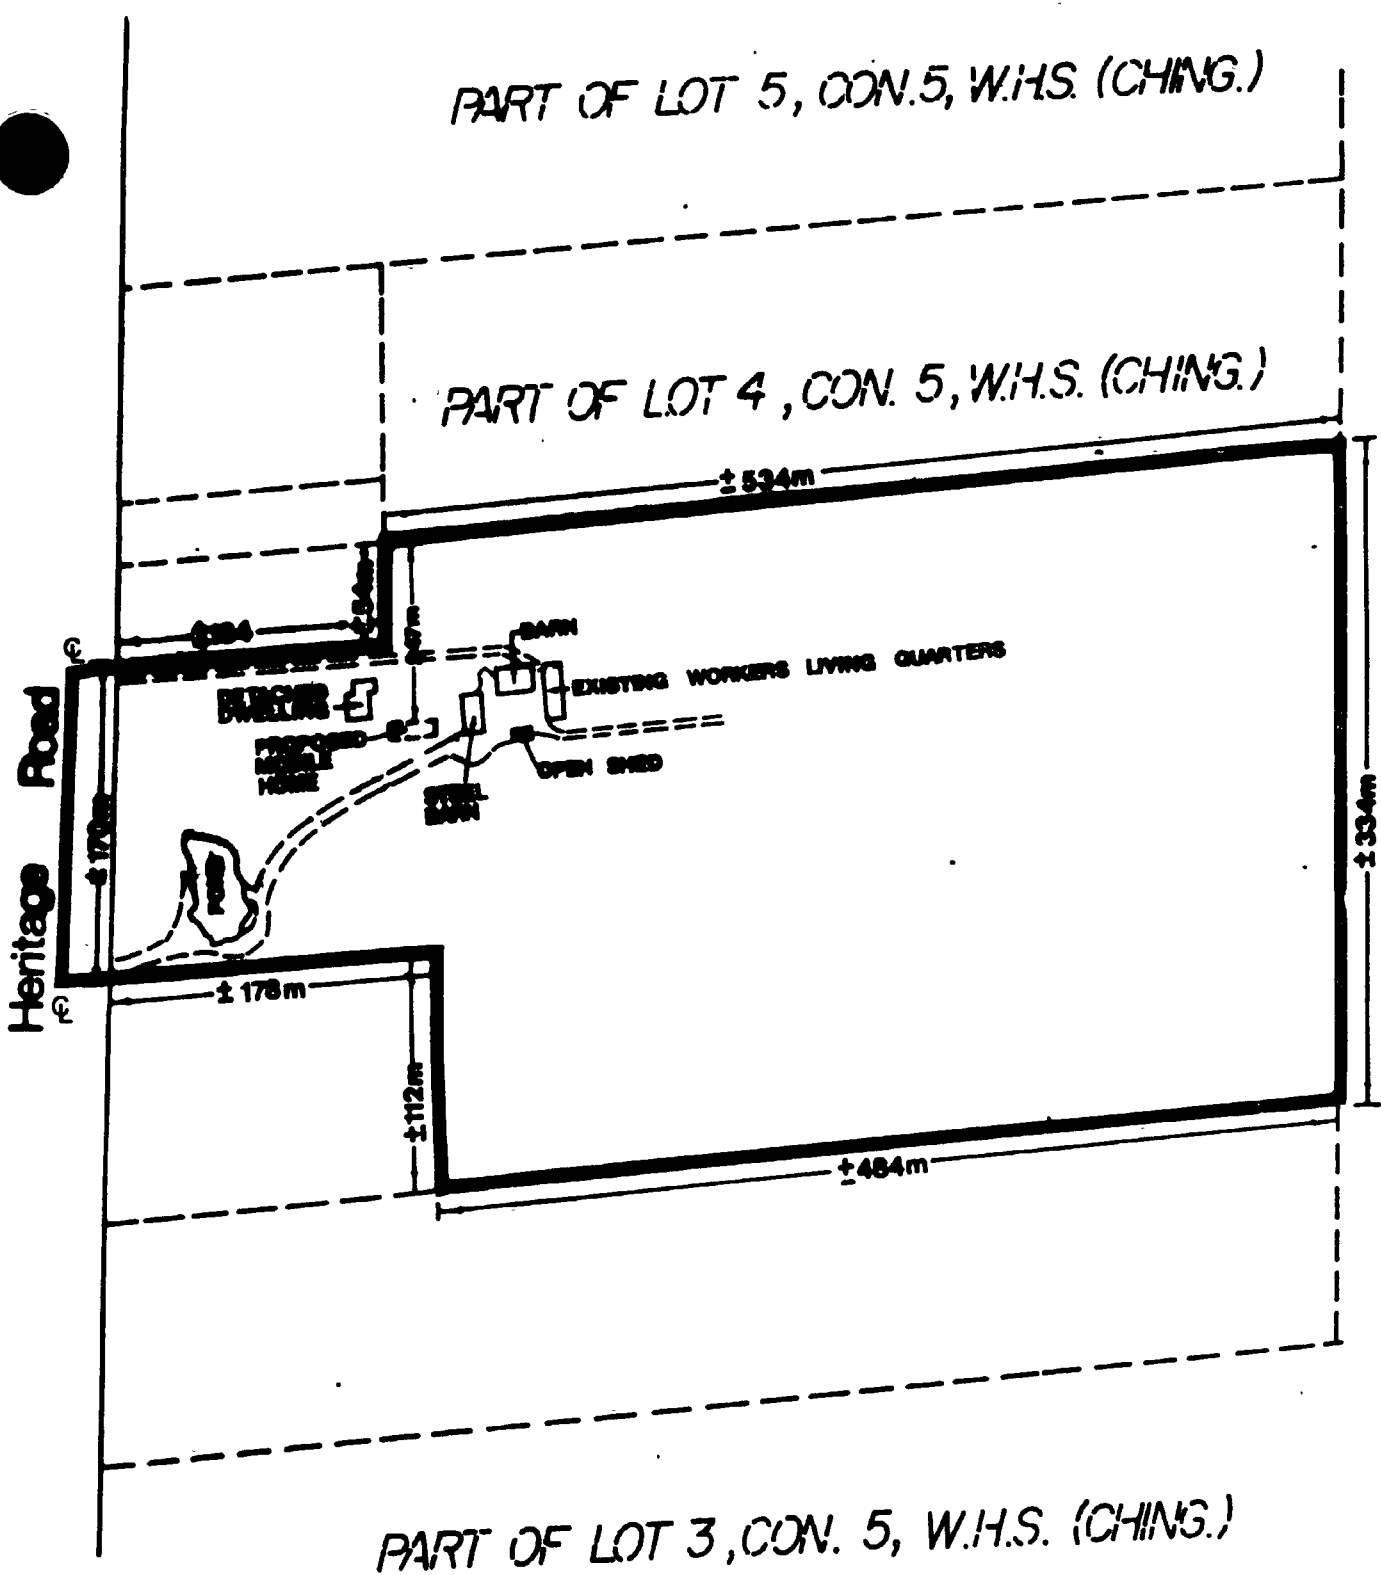 PART OF LOT 5, CON.5, W.H.S. (CHING.)
PART OF LOT 4, CON. 5, W.H.S. (CHING.)
± 534m
BARN
EXISTING WORKERS LIVING QUARTERS
DETACHED
DWELLING
PROPOSED
MOBILE
HOME
OPEN SHED
STEEL
BARN
POND
Heritage Road
± 170m
± 334m
± 178m
± 112m
± 484m
PART OF LOT 3, CON. 5, W.H.S. (CHING.)